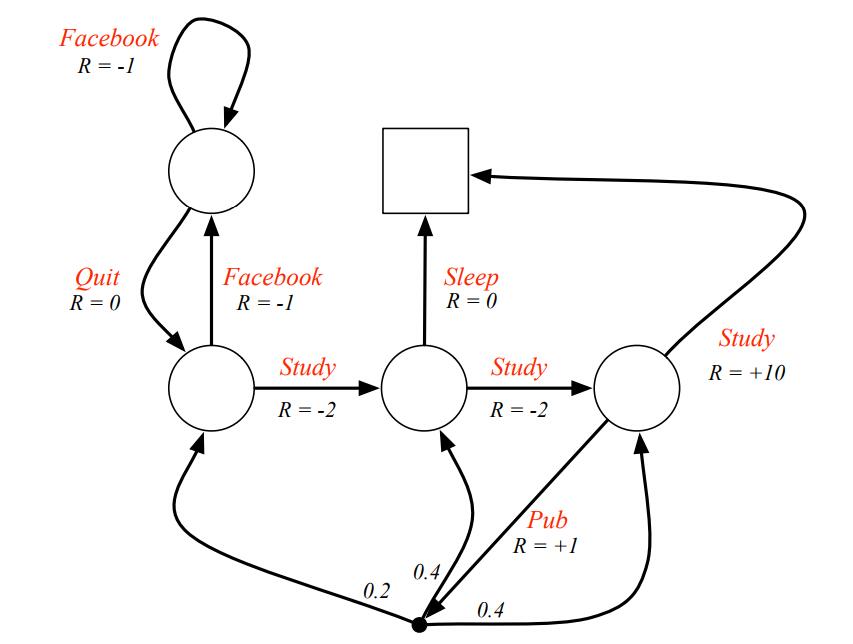 Facebook
R = -1
Quit
R = 0
Facebook
R = -1
Sleep
R = 0
Study
R = -2
Study
R = -2
Study
R = +10
Pub
R = +1
0.2
0.4
0.4